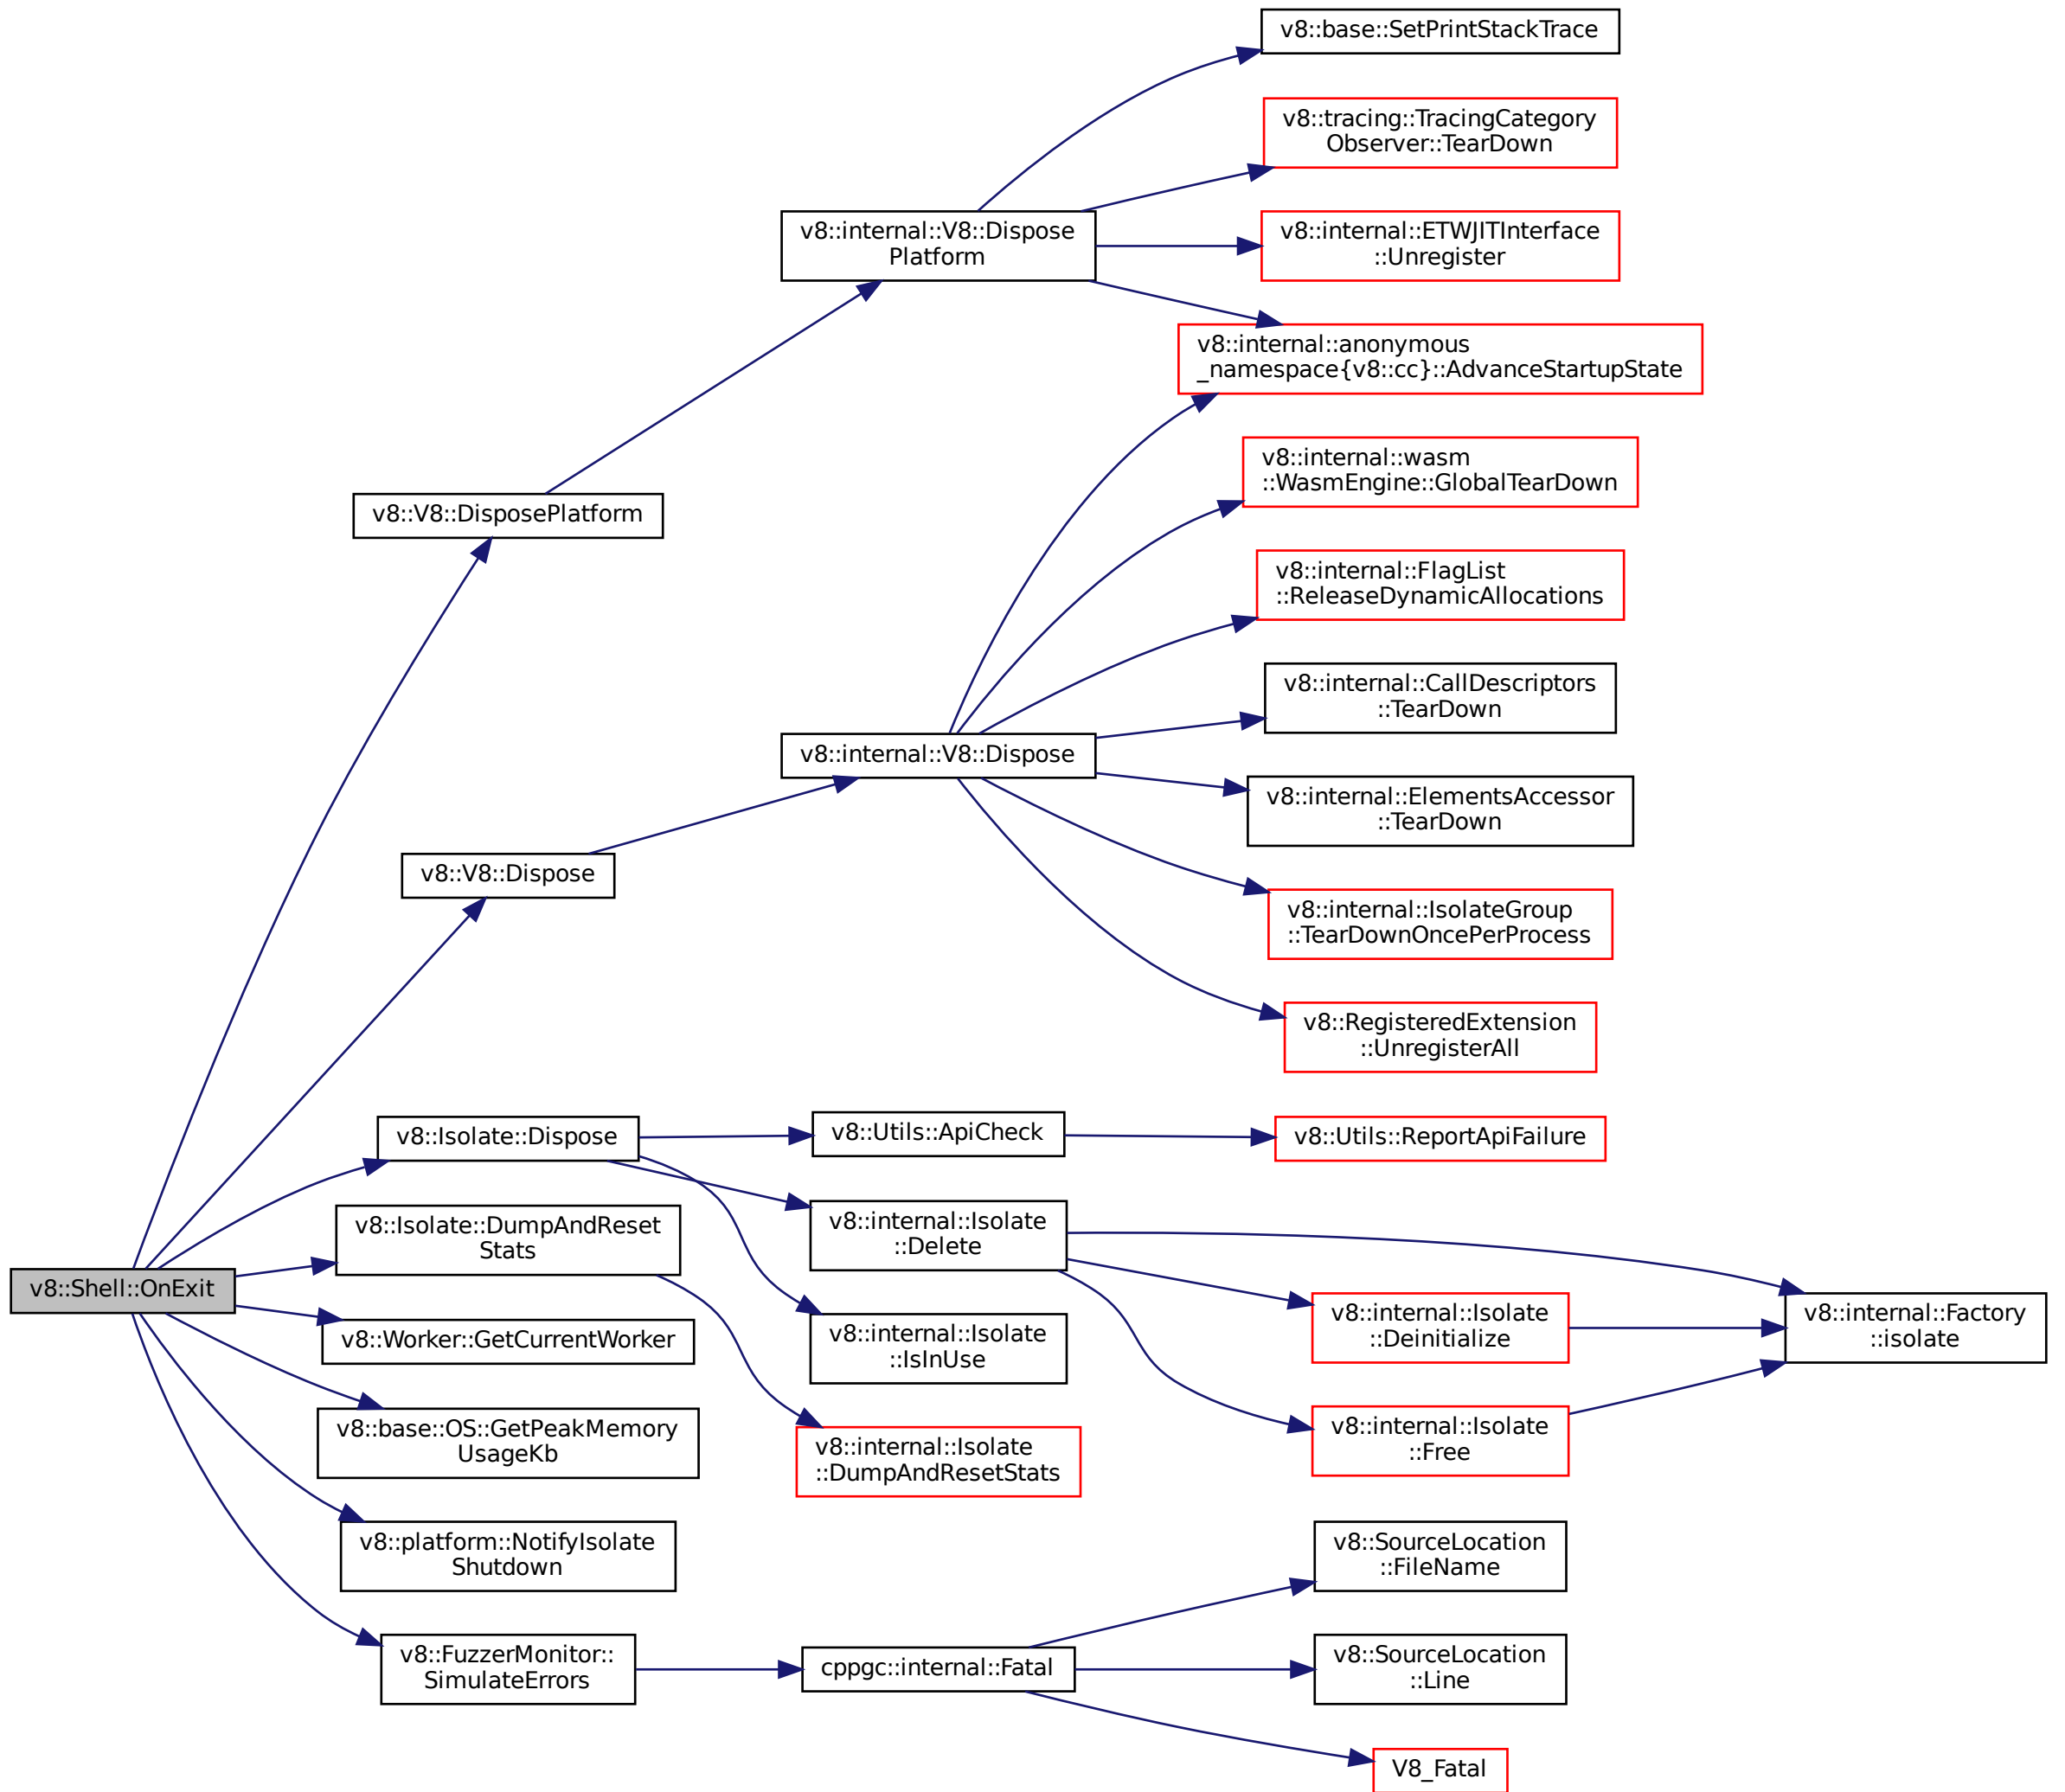 v8::base::SetPrintStackTrace
v8::tracing::TracingCategory
Observer::TearDown
v8::internal::V8::Dispose
Platform
v8::internal::ETWJITInterface
::Unregister
v8::internal::anonymous
_namespace{v8::cc}::AdvanceStartupState
v8::internal::wasm
::WasmEngine::GlobalTearDown
v8::V8::DisposePlatform
v8::internal::FlagList
::ReleaseDynamicAllocations
v8::internal::CallDescriptors
::TearDown
v8::internal::V8::Dispose
v8::internal::ElementsAccessor
::TearDown
v8::V8::Dispose
v8::internal::IsolateGroup
::TearDownOncePerProcess
v8::RegisteredExtension
::UnregisterAll
v8::Isolate::Dispose
v8::Utils::ApiCheck
v8::Utils::ReportApiFailure
v8::Isolate::DumpAndReset
Stats
v8::internal::Isolate
::Delete
v8::Shell::OnExit
v8::Worker::GetCurrentWorker
v8::internal::Isolate
::IsInUse
v8::internal::Isolate
::Deinitialize
v8::internal::Factory
::isolate
v8::base::OS::GetPeakMemory
UsageKb
v8::internal::Isolate
::DumpAndResetStats
v8::internal::Isolate
::Free
v8::platform::NotifyIsolate
Shutdown
v8::SourceLocation
::FileName
v8::FuzzerMonitor::
SimulateErrors
cppgc::internal::Fatal
v8::SourceLocation
::Line
V8_Fatal